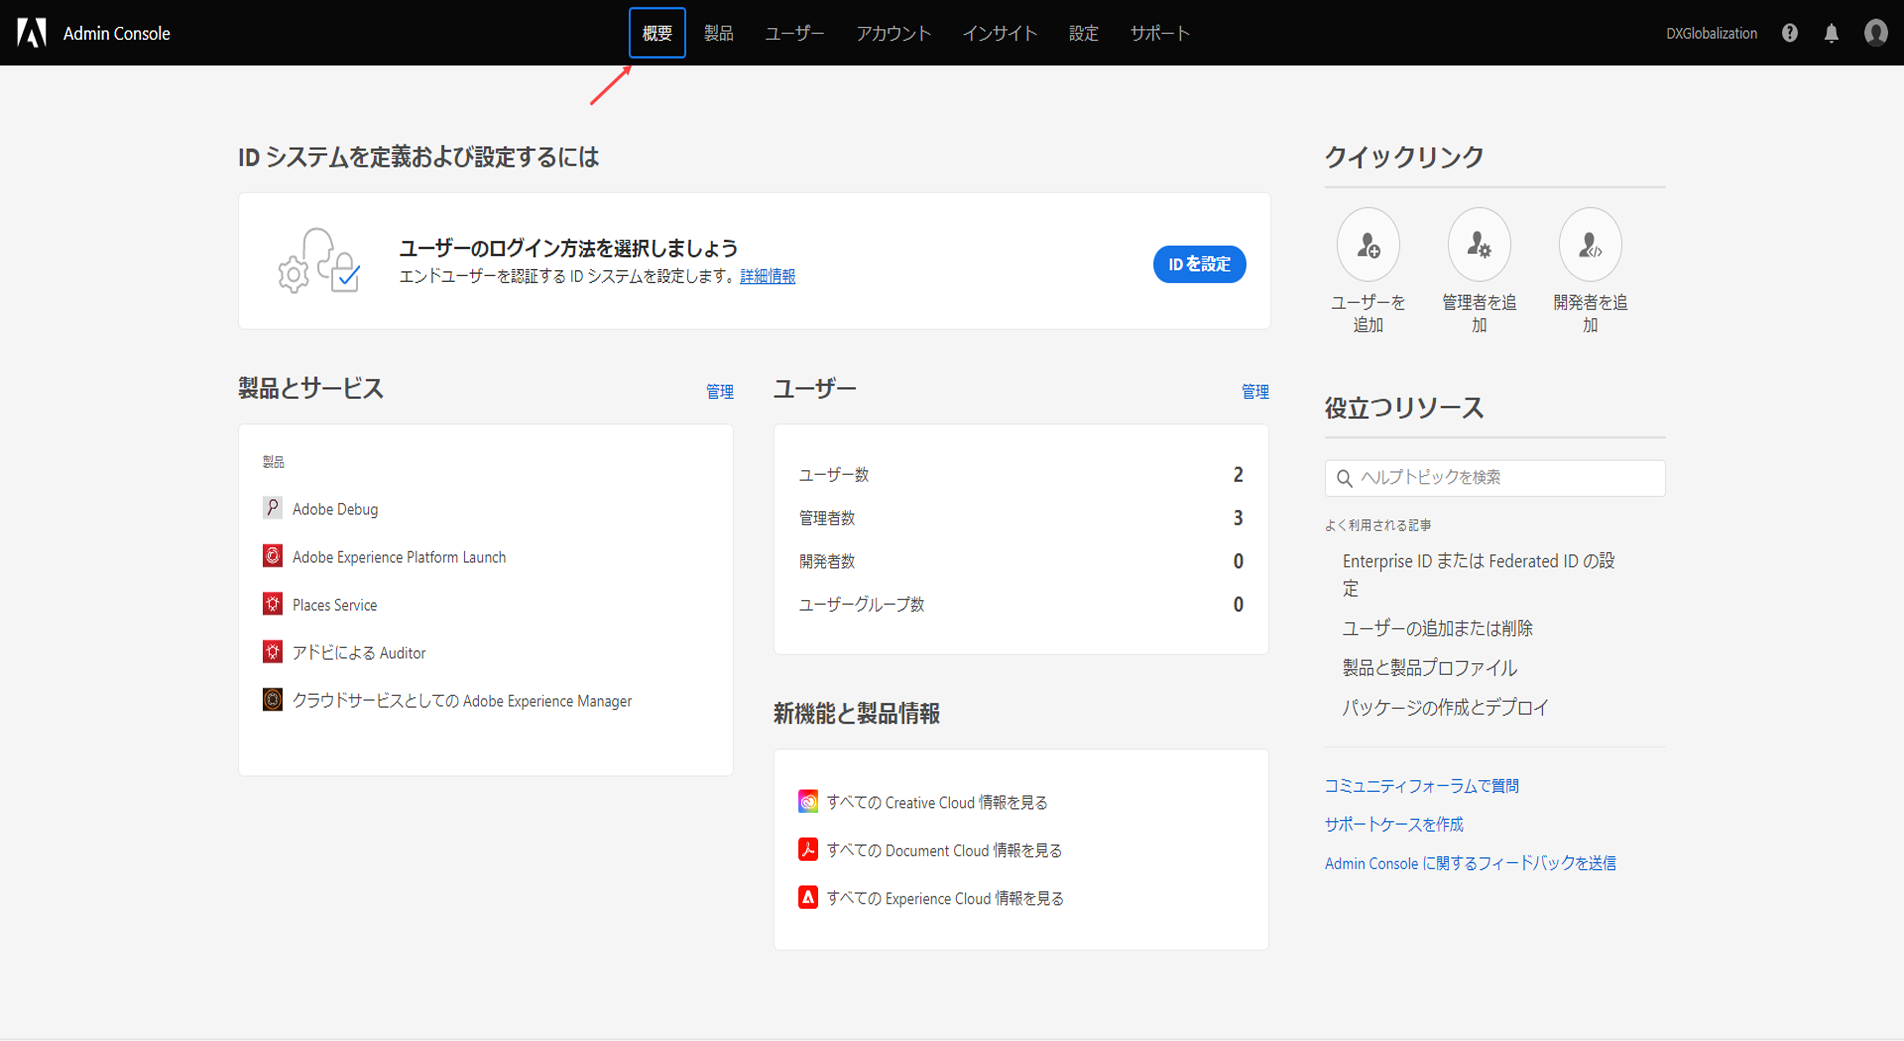 Admin Console
概要 製品 ユーザー アカウント インサイト 設定 サポート
DXGlobalization
ID システムを定義および設定するには
ユーザーのログイン方法を選択しましょう
エンドユーザーを認証する ID システムを設定します。詳細情報
ID を設定
製品とサービス 管理
製品
Adobe Debug
Adobe Experience Platform Launch
Places Service
アドビによる Auditor
クラウドサービスとしての Adobe Experience Manager
ユーザー 管理
ユーザー数 2
管理者数 3
開発者数 0
ユーザーグループ数 0
新機能と製品情報
すべての Creative Cloud 情報を見る
すべての Document Cloud 情報を見る
すべての Experience Cloud 情報を見る
クイックリンク
ユーザーを
追加
管理者を追
加
開発者を追
加
役立つリソース
ヘルプトピックを検索
よく利用される記事
Enterprise ID または Federated ID の設
定
ユーザーの追加または削除
製品と製品プロファイル
パッケージの作成とデプロイ
コミュニティフォーラムで質問
サポートケースを作成
Admin Console に関するフィードバックを送信